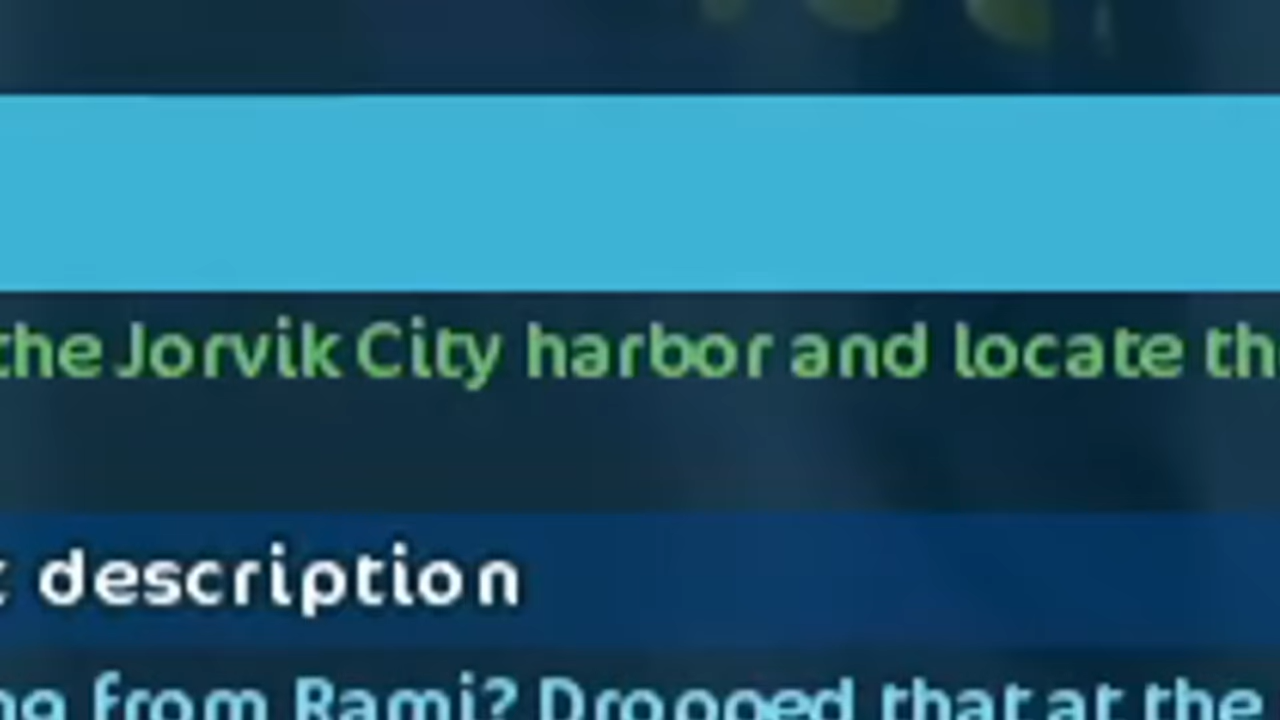 the Jorvik City harbor and locate th
description
from Rami? Dropped that at the